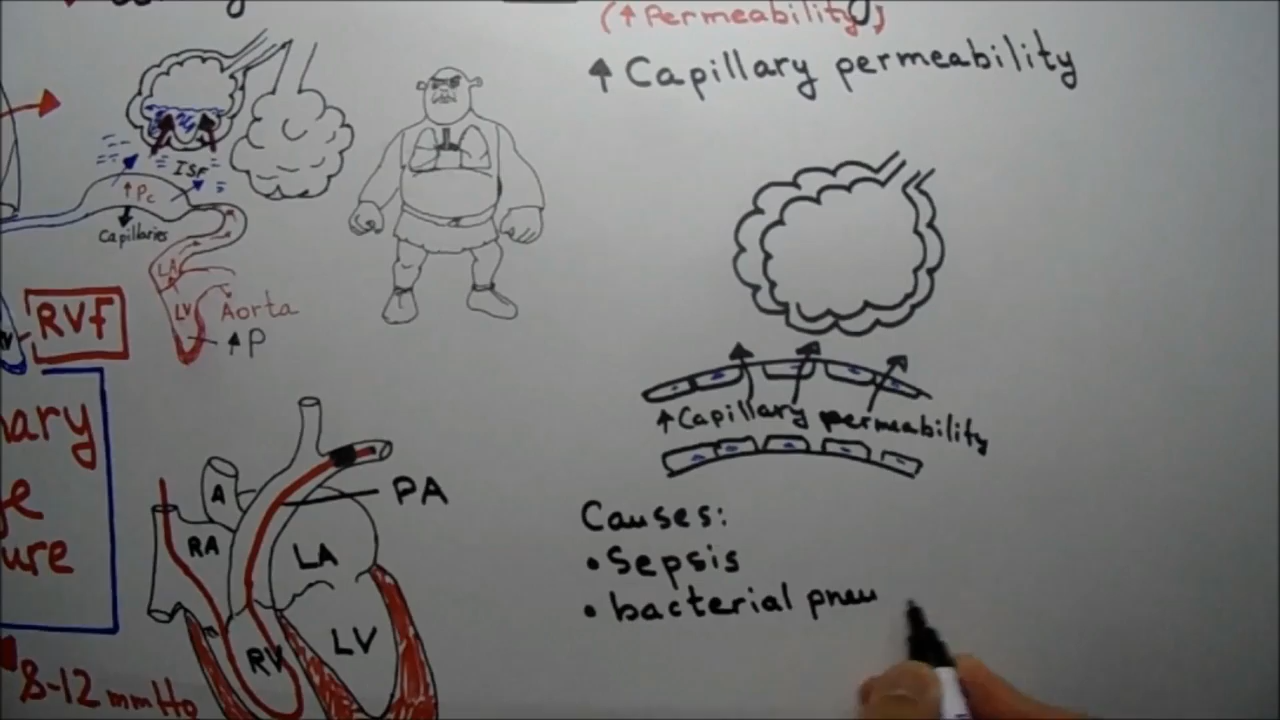 (↑Permeability)
↑ Capillary permeability
ISF
↑Pc
Capillaries
LA
LV
Aorta
↑P
RVf
ure
↑Capillary permeability
PA
A
RA
LA
RV
LV
8-12 mmHg
Causes:
• Sepsis
• bacterial pneu